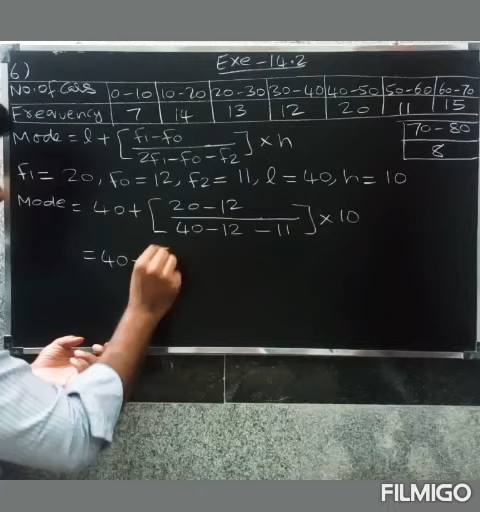 Exe-14.2
6)
No.of Cars 0-10 10-20 20-30 30-40 40-50 50-60 60-70
Frequency 7 14 13 12 20 11 15
70-80
8
Mode = l + [f1-f0 / 2f1-f0-f2] × h
f1 = 20, f0 = 12, f2 = 11, l = 40, h = 10
Mode = 40 + [20-12 / 40-12-11] × 10
= 40
FILMIGO